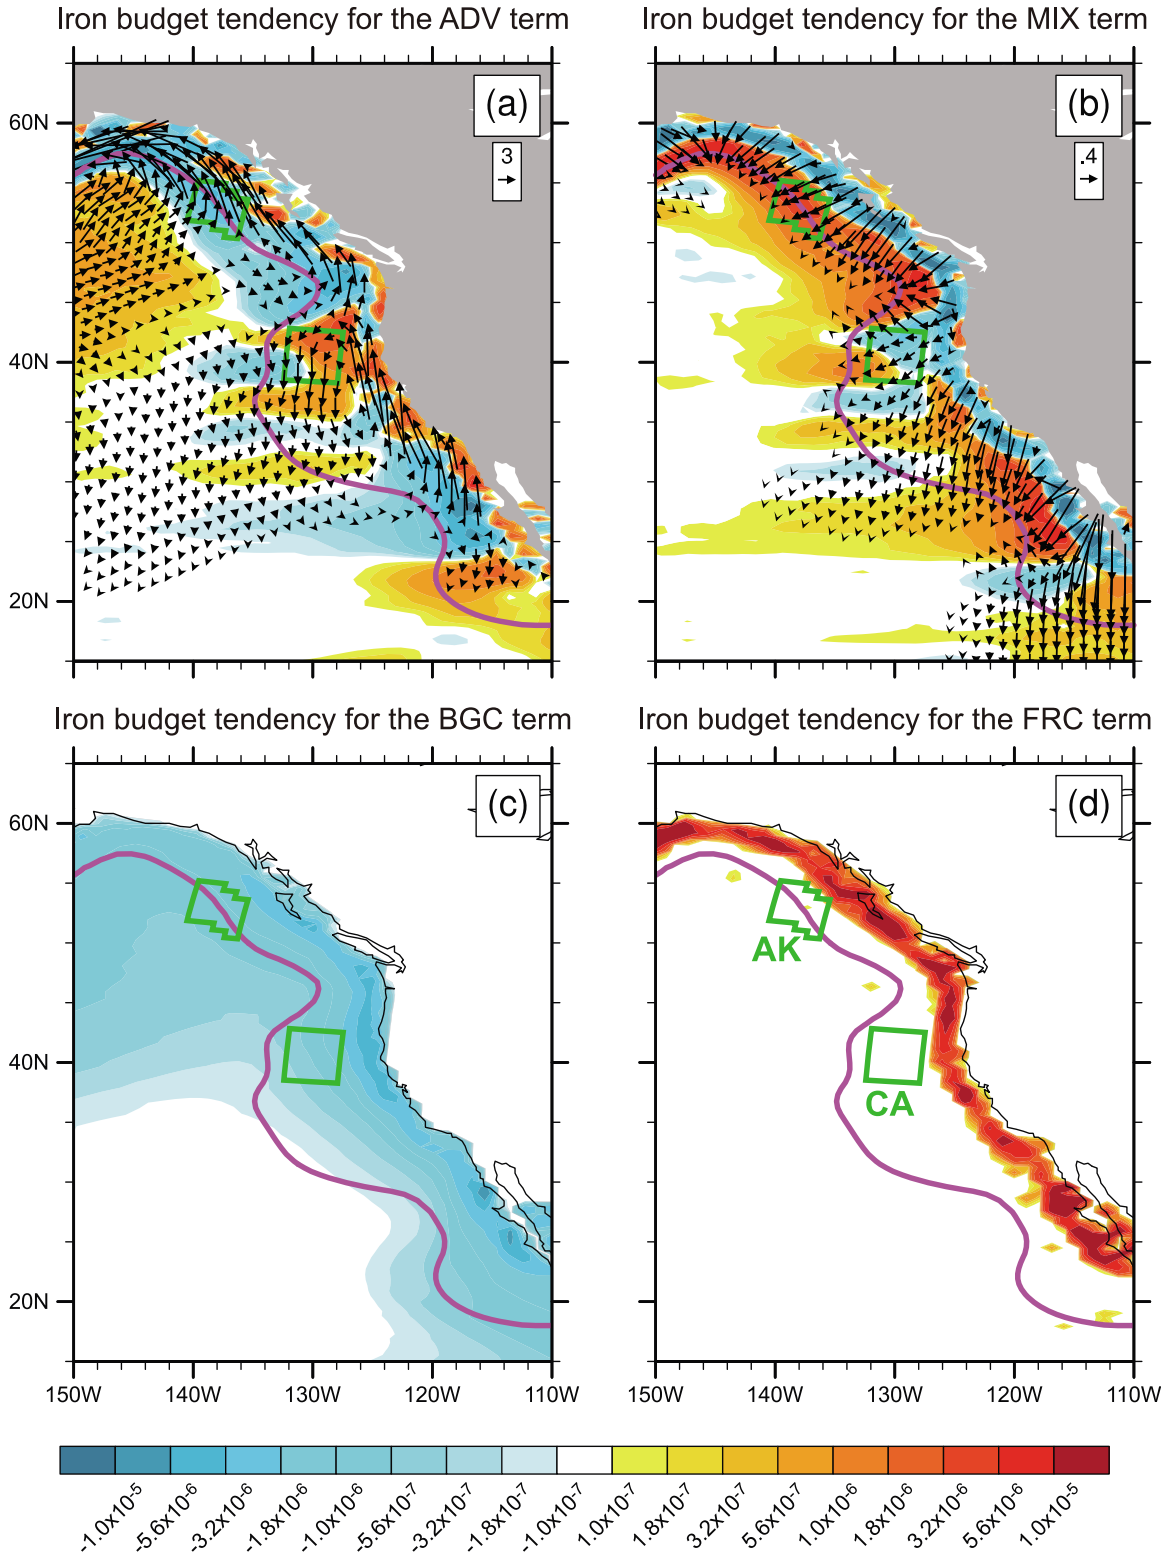 Iron budget tendency for the ADV term
Iron budget tendency for the MIX term
(a)
(b)
3
.4
60N
40N
20N
Iron budget tendency for the BGC term
Iron budget tendency for the FRC term
(c)
(d)
60N
40N
20N
AK
CA
150W 140W 130W 120W 110W
150W 140W 130W 120W 110W
-1.0x10-5 -5.6x10-6 -3.2x10-6 -1.8x10-6 -1.0x10-6 -5.6x10-7 -3.2x10-7 -1.8x10-7 -1.0x10-7 1.0x10-7 1.8x10-7 3.2x10-7 5.6x10-7 1.0x10-6 1.8x10-6 3.2x10-6 5.6x10-6 1.0x10-5